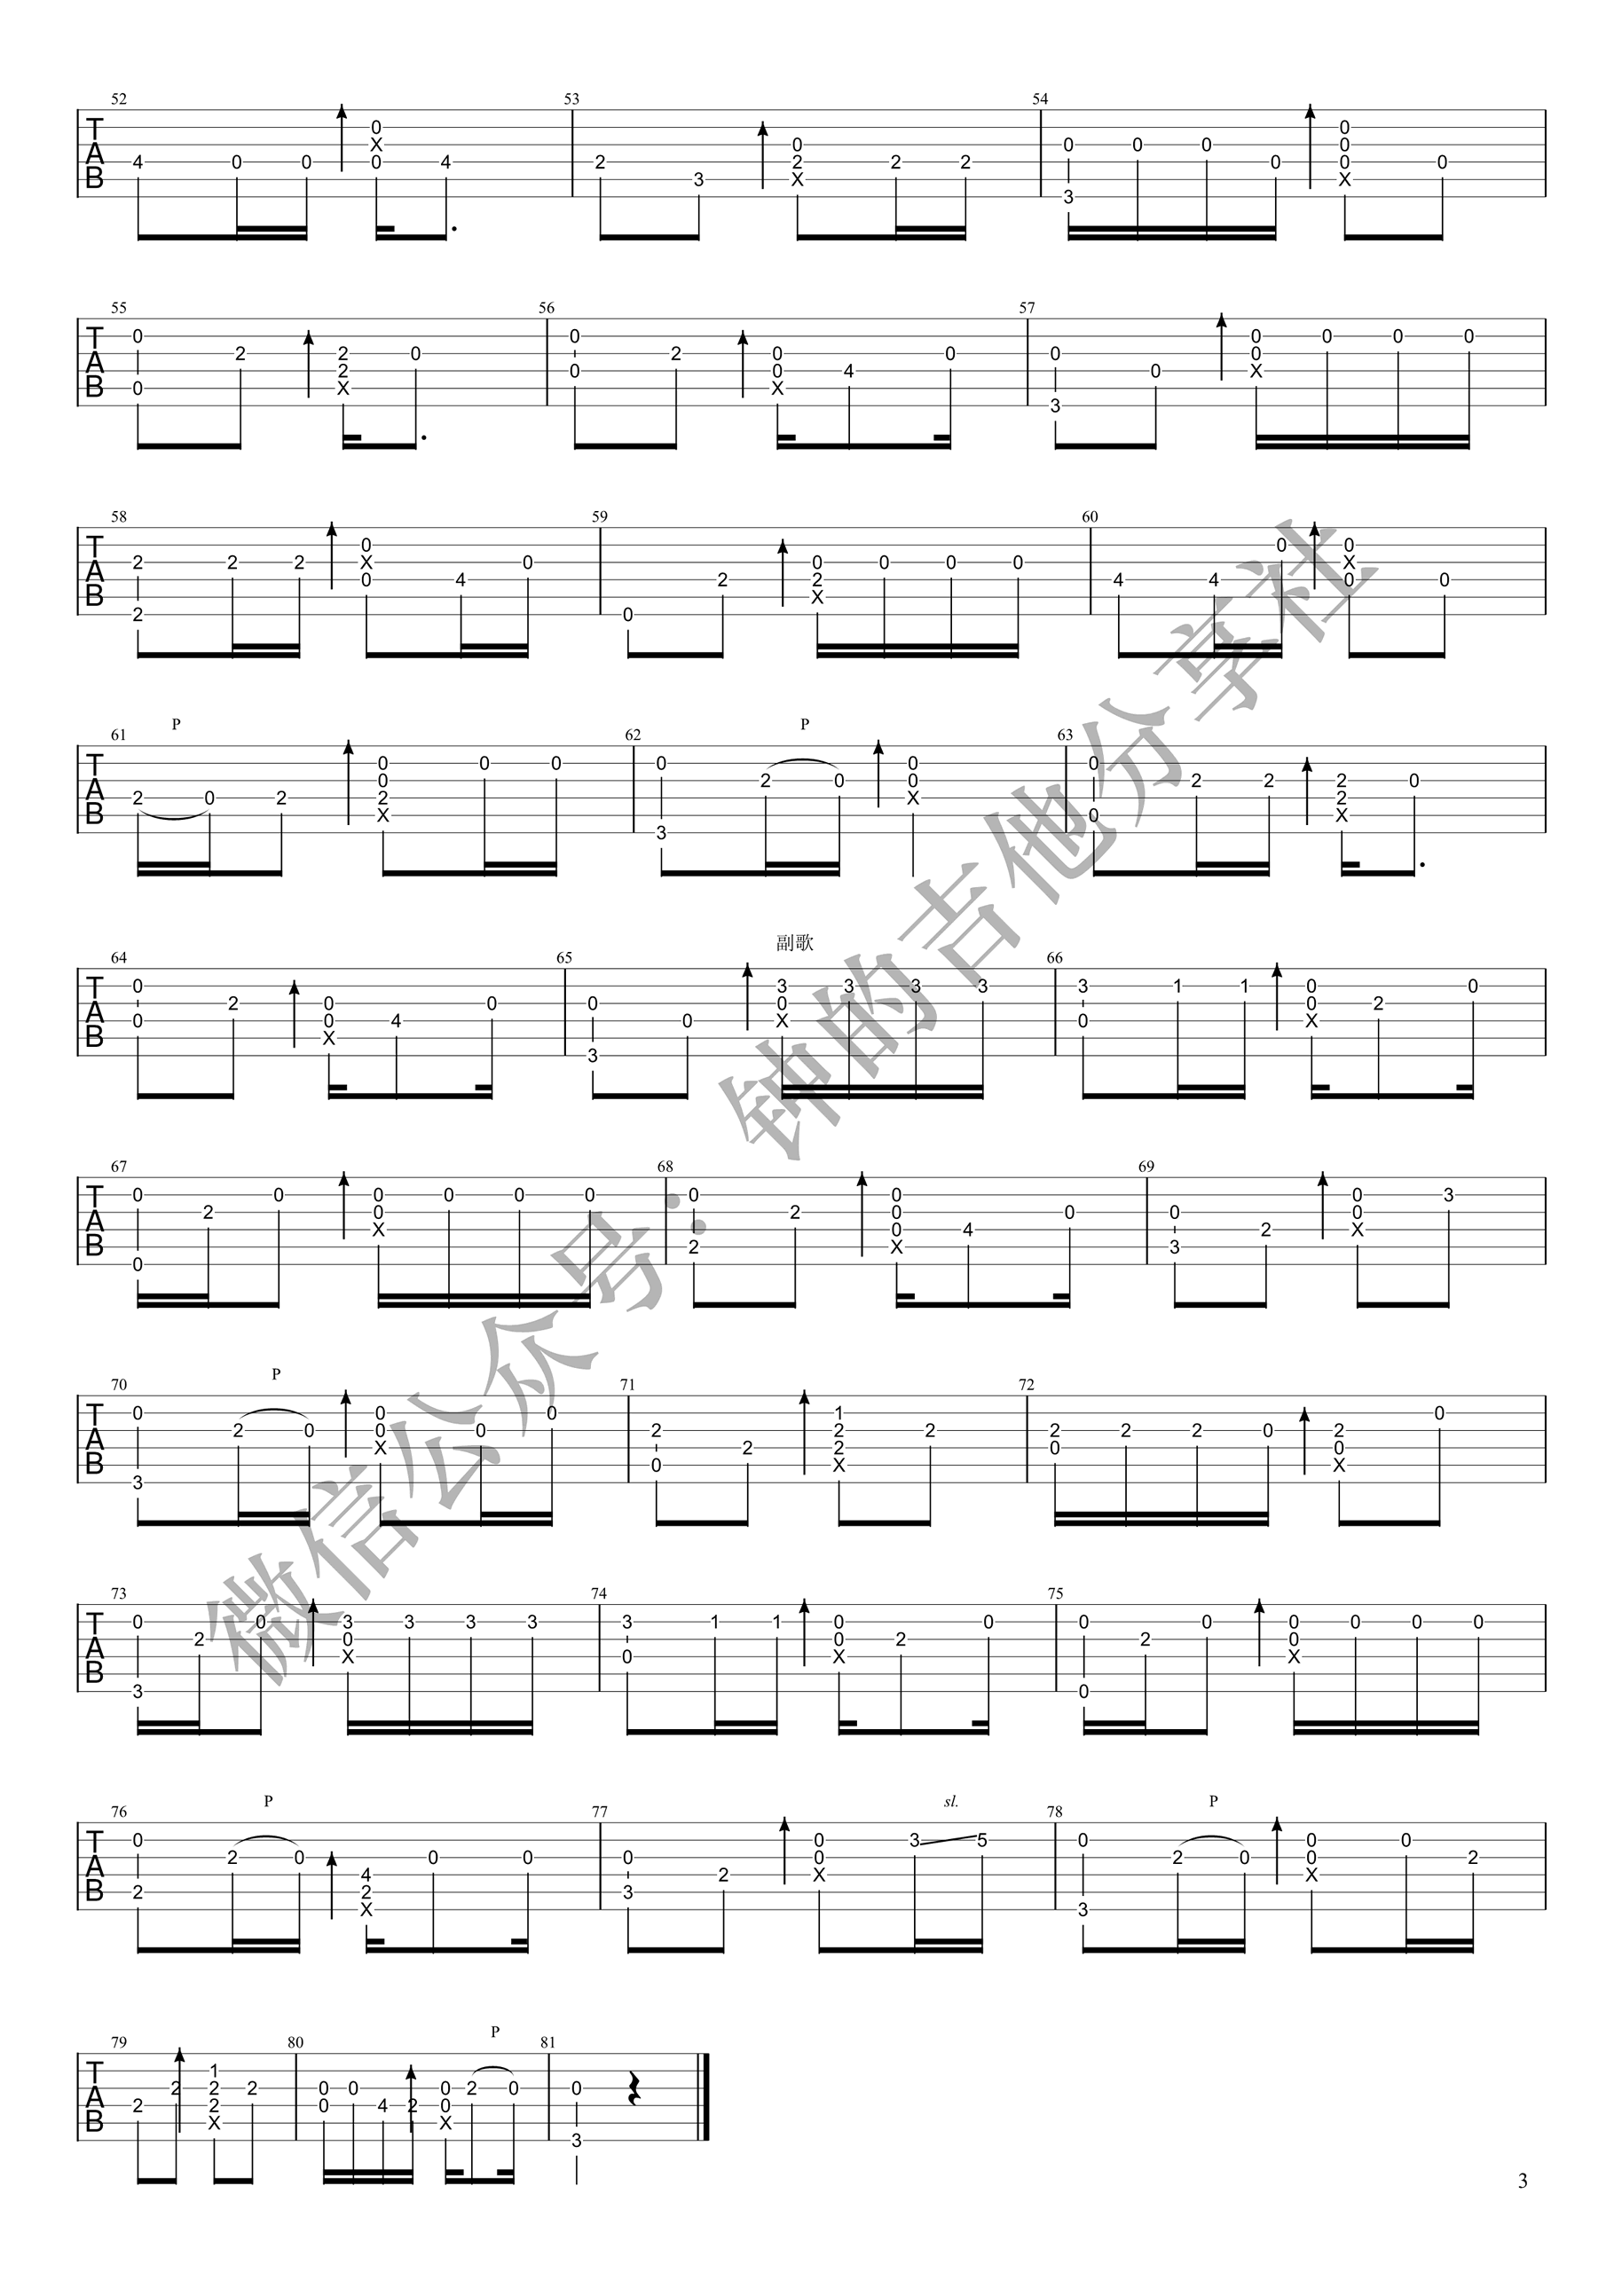 52 53 54
T A B
4 0 0 0 X 0 4 2 3 0 2 X 2 2 0 3 0 0 0 0 0 0 X 0
55 56 57
0 0 2 2 2 X 0 0 0 2 0 0 X 4 0 0 3 0 0 0 X 0 0 0
T A B
58 59 60
T A B
2 2 2 2 0 X 0 4 0 0 2 0 2 X 0 0 0 4 4 0 0 X 0 0
P P
61 62 63
T A B
2 0 2 0 0 2 X 0 0 0 3 2 0 0 0 X 0 0 2 2 2 2 X 0
副歌
64 65 66
T A B
0 0 2 0 0 X 4 0 0 3 0 3 0 X 3 3 3 3 0 1 1 0 0 X 2 0
67 68 69
T A B
0 0 2 0 0 0 X 0 0 0 0 2 2 0 0 0 X 4 0 0 3 2 0 0 X 3
P
70 71 72
T A B
0 3 2 0 0 0 X 0 0 2 0 2 1 2 2 X 2 2 0 2 2 0 2 0 X 0
73 74 75
T A B
0 3 2 0 3 0 X 3 3 3 3 0 1 1 0 0 X 2 0 0 0 2 0 0 0 X 0 0 0
P sl. P
76 77 78
T A B
0 2 2 0 4 2 X 0 0 0 3 2 0 0 X 3 5 0 3 2 0 0 0 X 0 2
P
79 80 81
T A B
2 2 1 2 2 X 2 0 0 0 4 2 0 0 X 2 0 0 3
3
微信公众号：钟的吉他分享社